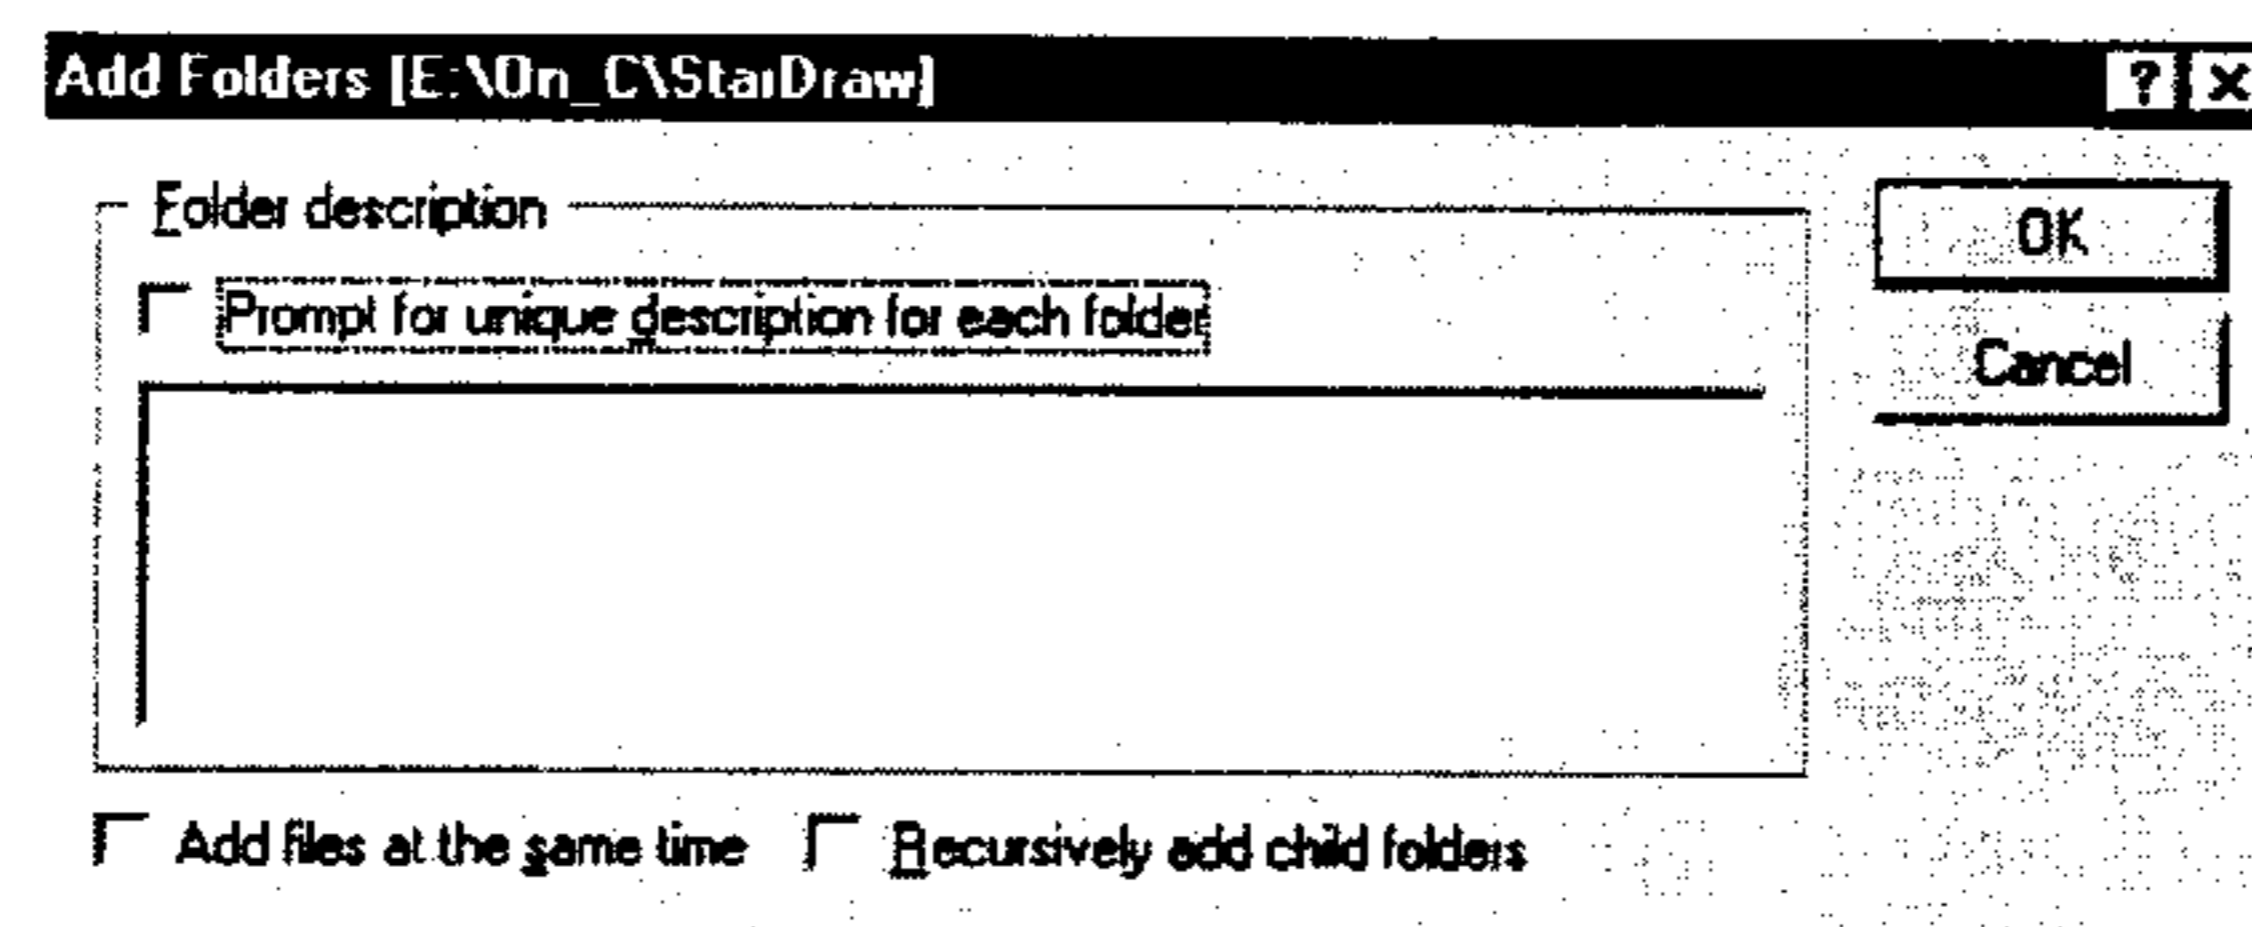 Add Folders [E:\On_C\StarDraw]
Folder description
OK
Prompt for unique description for each folder
Cancel
Add files at the same time
Recursively add child folders